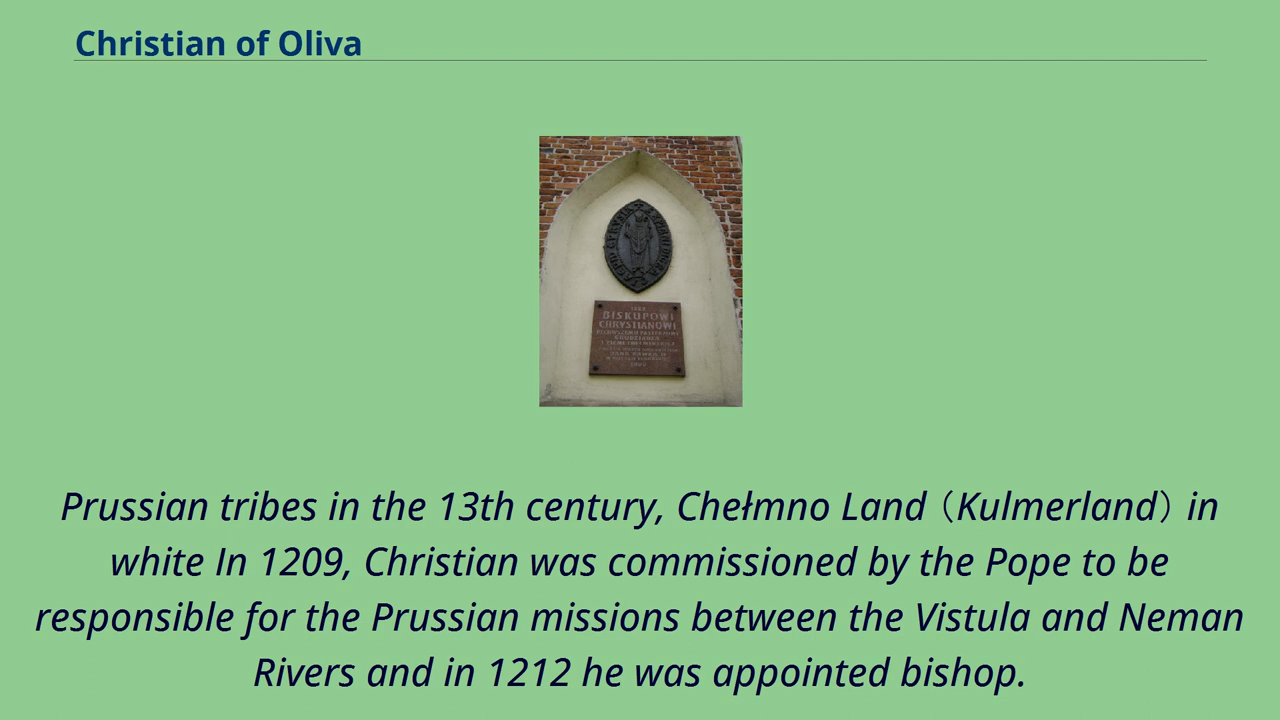 Christian of Oliva
BISKUPOWI
CHRYSTIANOWI
Prussian tribes in the 13th century, Chełmno Land（Kulmerland）in
white In 1209, Christian was commissioned by the Pope to be
responsible for the Prussian missions between the Vistula and Neman
Rivers and in 1212 he was appointed bishop.